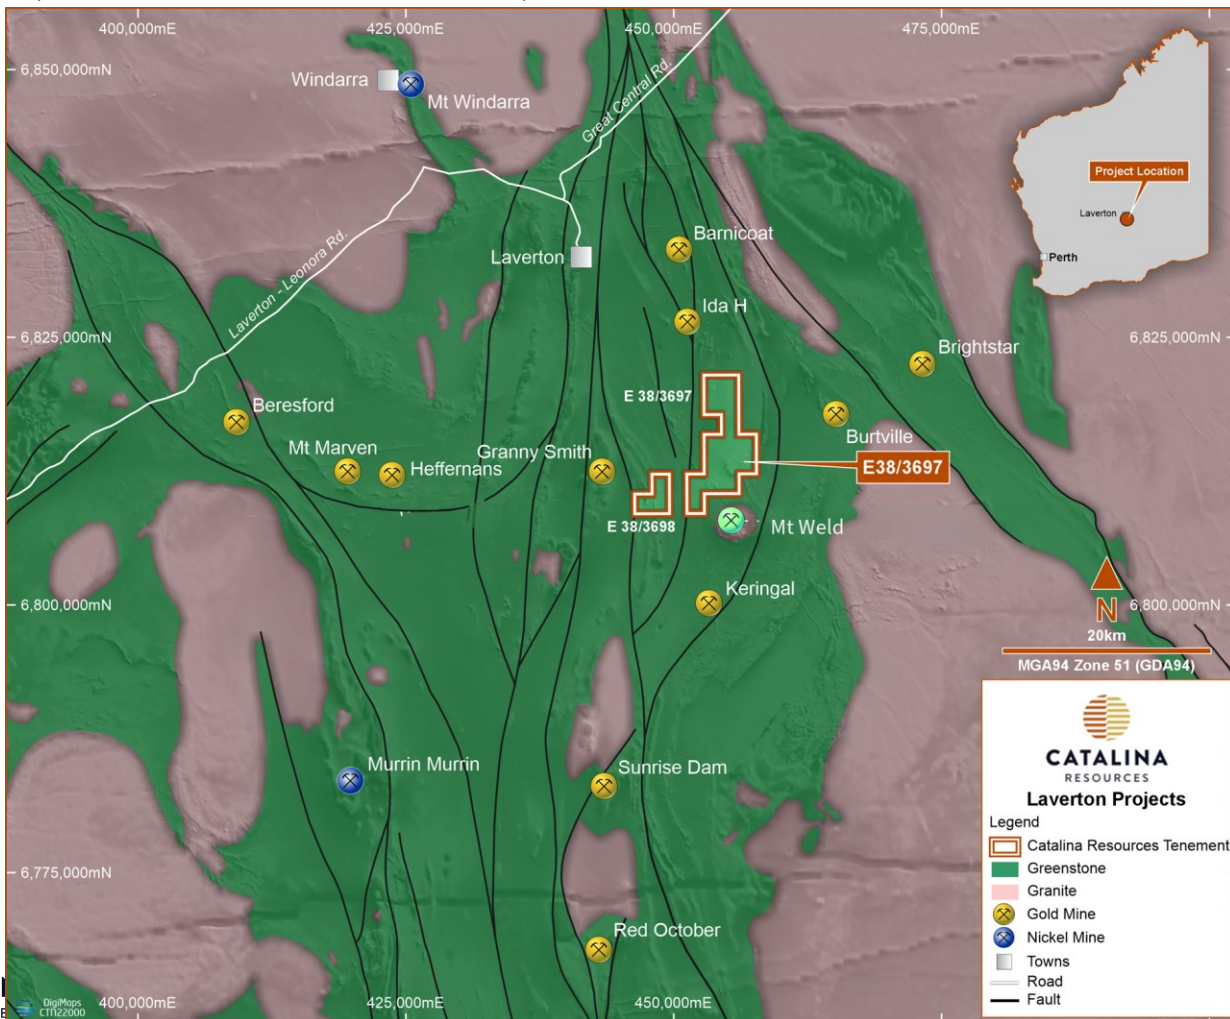 400,000mE
425,000mE
450,000mE
475,000mE
6,850,000mN
Windarra
Mt Windarra
Great Central Rd.
Project Location
Laverton
Perth
Barnicoat
Laverton
Laverton - Leonora Rd.
Ida H
6,825,000mN
6,825,000mN
Brightstar
E 38/3697
Beresford
Burtville
Mt Marven
Granny Smith
Heffernans
E38/3697
E 38/3698
Mt Weld
Keringal
6,800,000mN
N
6,800,000mN
20km
MGA94 Zone 51 (GDA94)
Murrin Murrin
Sunrise Dam
CATALINA
RESOURCES
Laverton Projects
Legend
Catalina Resources Tenement
Greenstone
Granite
Gold Mine
Nickel Mine
Towns
Road
Fault
6,775,000mN
Red October
DigiMaps
CTN22000
400,000mE
425,000mE
450,000mE